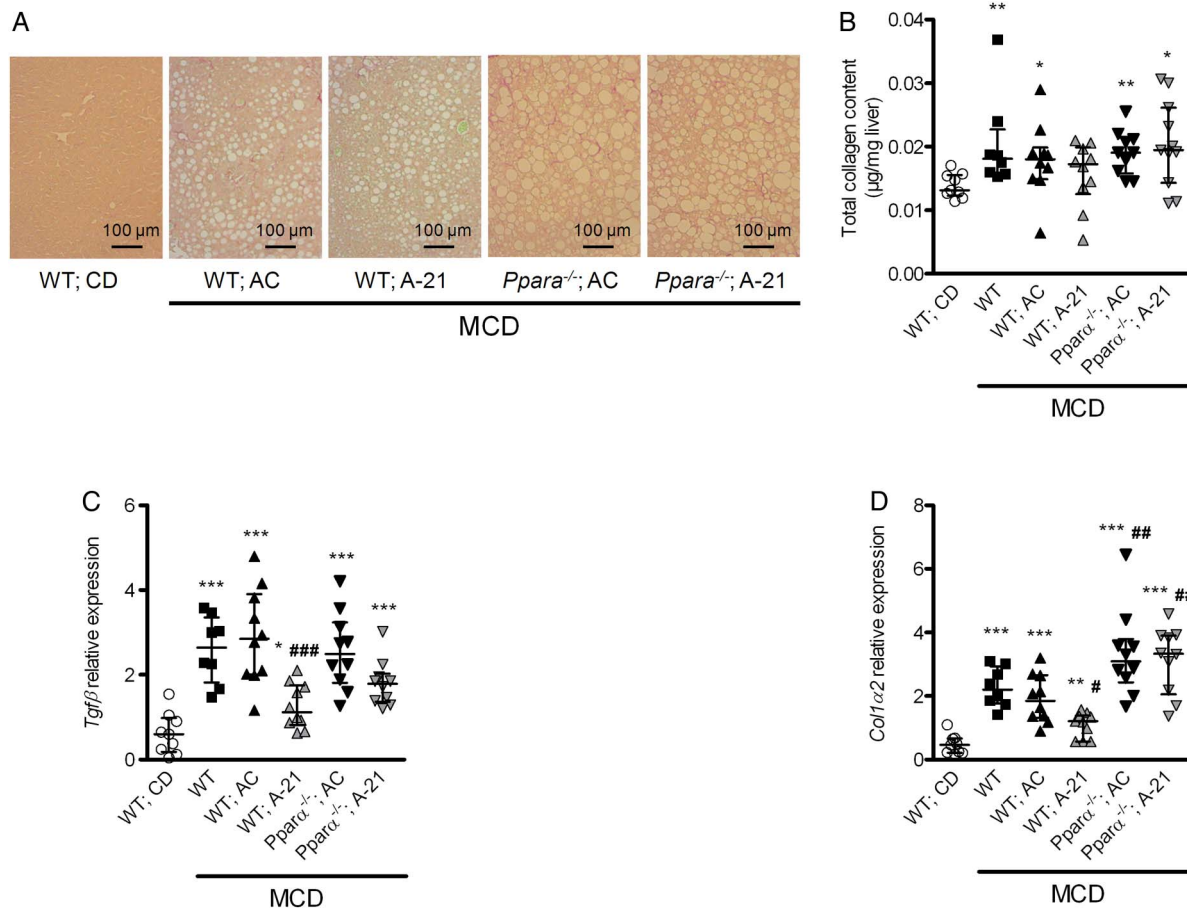 A
100 µm 100 µm 100 µm 100 µm 100 µm
WT; CD WT; AC WT; A-21 Ppara-/-; AC Ppara-/-; A-21
MCD
B
Total collagen content
(µg/mg liver)
0.04
0.03
0.02
0.01
0.00
** * ** *
WT; CD WT WT; AC WT; A-21 Pparα-/-; AC Pparα-/-; A-21
MCD
C
Tgfβ relative expression
6
4
2
0
*** *** * ### *** ***
WT; CD WT WT; AC WT; A-21 Pparα-/-; AC Pparα-/-; A-21
MCD
D
Col1α2 relative expression
8
6
4
2
0
*** *** ** # *** ## *** ##
WT; CD WT WT; AC WT; A-21 Pparα-/-; AC Pparα-/-; A-21
MCD